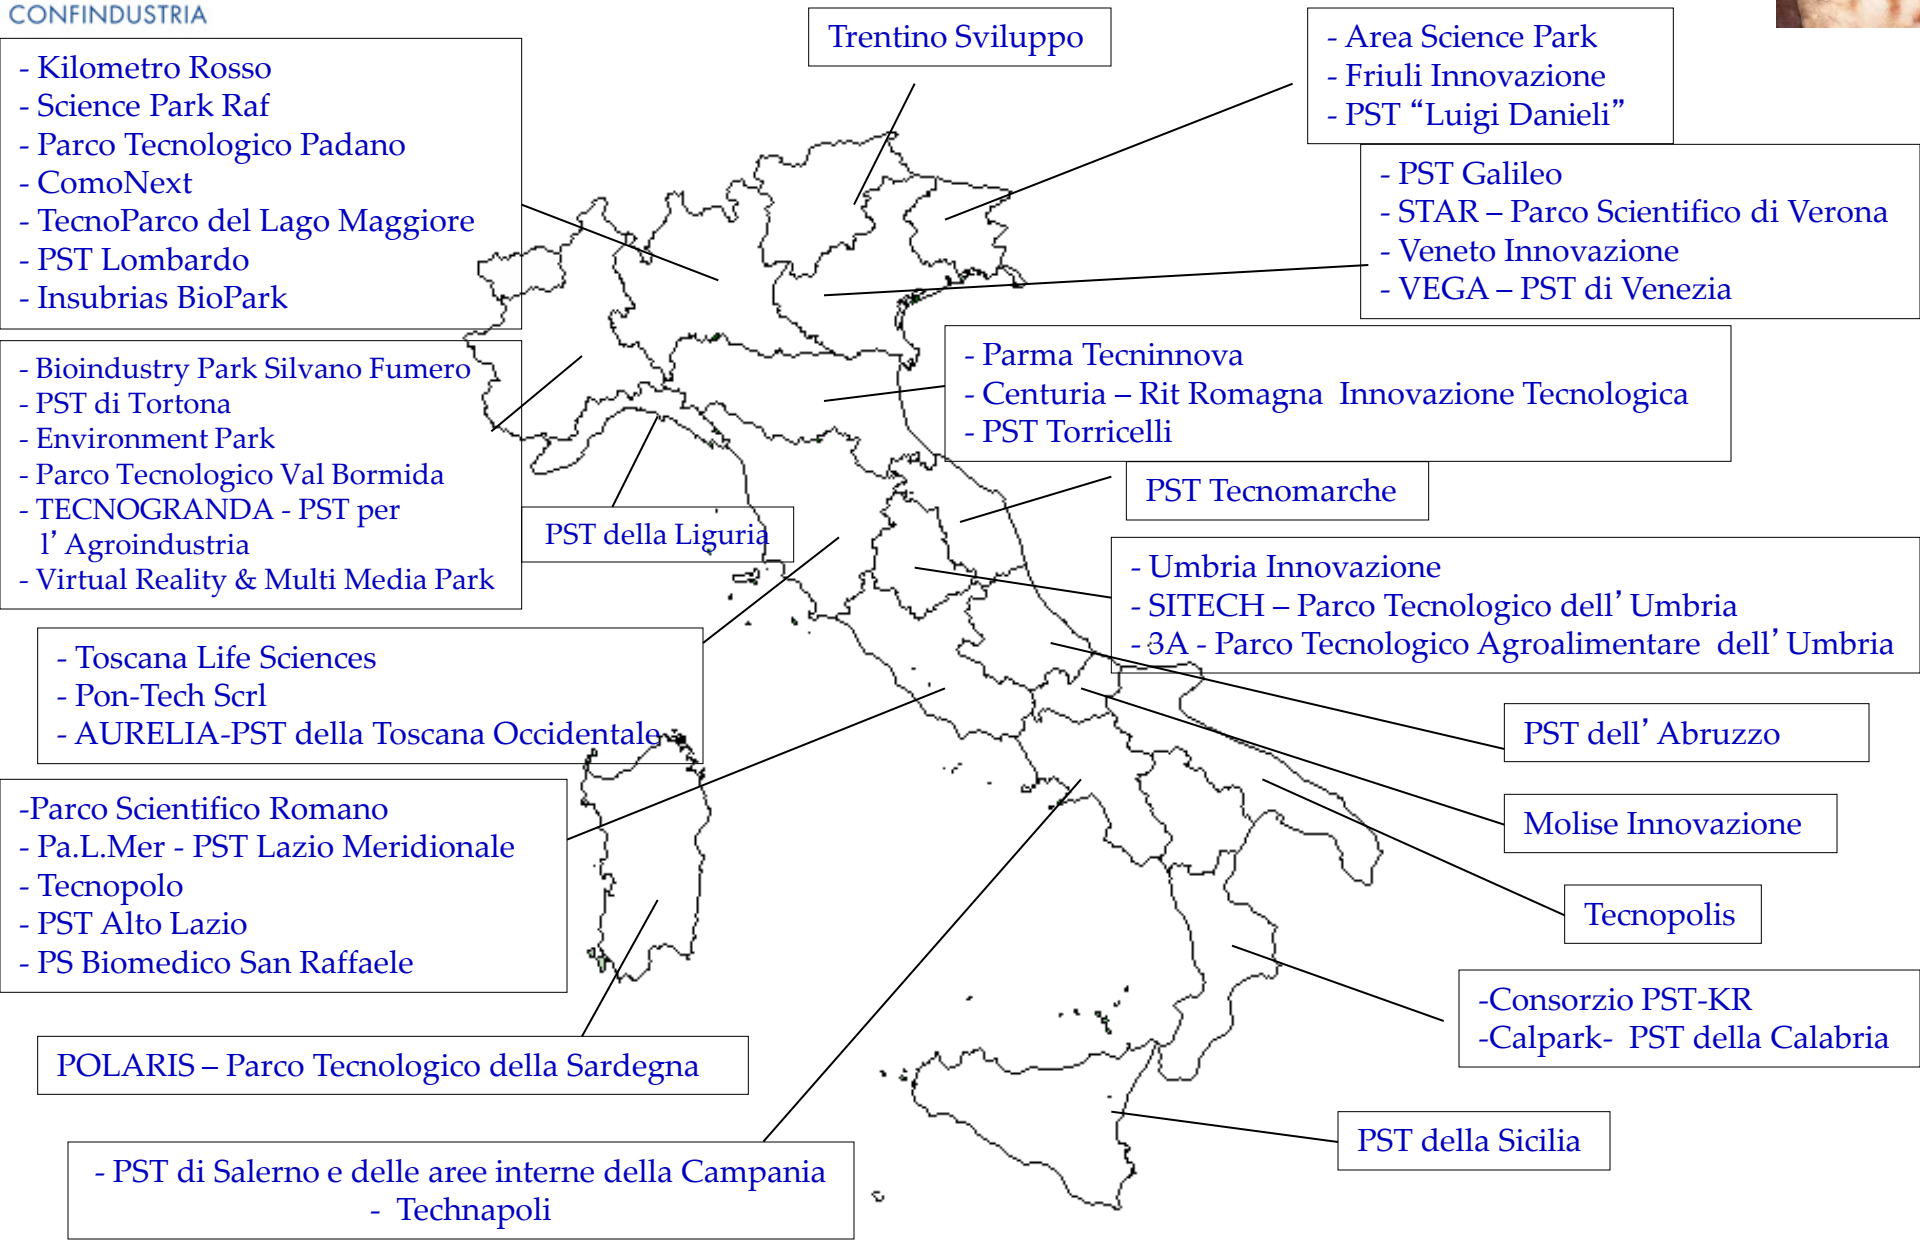 CONFINDUSTRIA
- Kilometro Rosso
- Science Park Raf
- Parco Tecnologico Padano
- ComoNext
- TecnoParco del Lago Maggiore
- PST Lombardo
- Insubrias BioPark
Trentino Sviluppo
- Area Science Park
- Friuli Innovazione
- PST “Luigi Danieli”
- PST Galileo
- STAR – Parco Scientifico di Verona
- Veneto Innovazione
- VEGA – PST di Venezia
- Bioindustry Park Silvano Fumero
- PST di Tortona
- Environment Park
- Parco Tecnologico Val Bormida
- TECNOGRANDA - PST per
l’ Agroindustria
- Virtual Reality & Multi Media Park
- Parma Tecninnova
- Centuria – Rit Romagna Innovazione Tecnologica
- PST Torricelli
PST Tecnomarche
PST della Liguria
- Umbria Innovazione
- SITECH – Parco Tecnologico dell’ Umbria
- 3A - Parco Tecnologico Agroalimentare dell’ Umbria
- Toscana Life Sciences
- Pon-Tech Scrl
- AURELIA-PST della Toscana Occidentale
PST dell’ Abruzzo
-Parco Scientifico Romano
- Pa.L.Mer - PST Lazio Meridionale
- Tecnopolo
- PST Alto Lazio
- PS Biomedico San Raffaele
Molise Innovazione
Tecnopolis
-Consorzio PST-KR
-Calpark- PST della Calabria
POLARIS – Parco Tecnologico della Sardegna
PST della Sicilia
- PST di Salerno e delle aree interne della Campania
- Technapoli